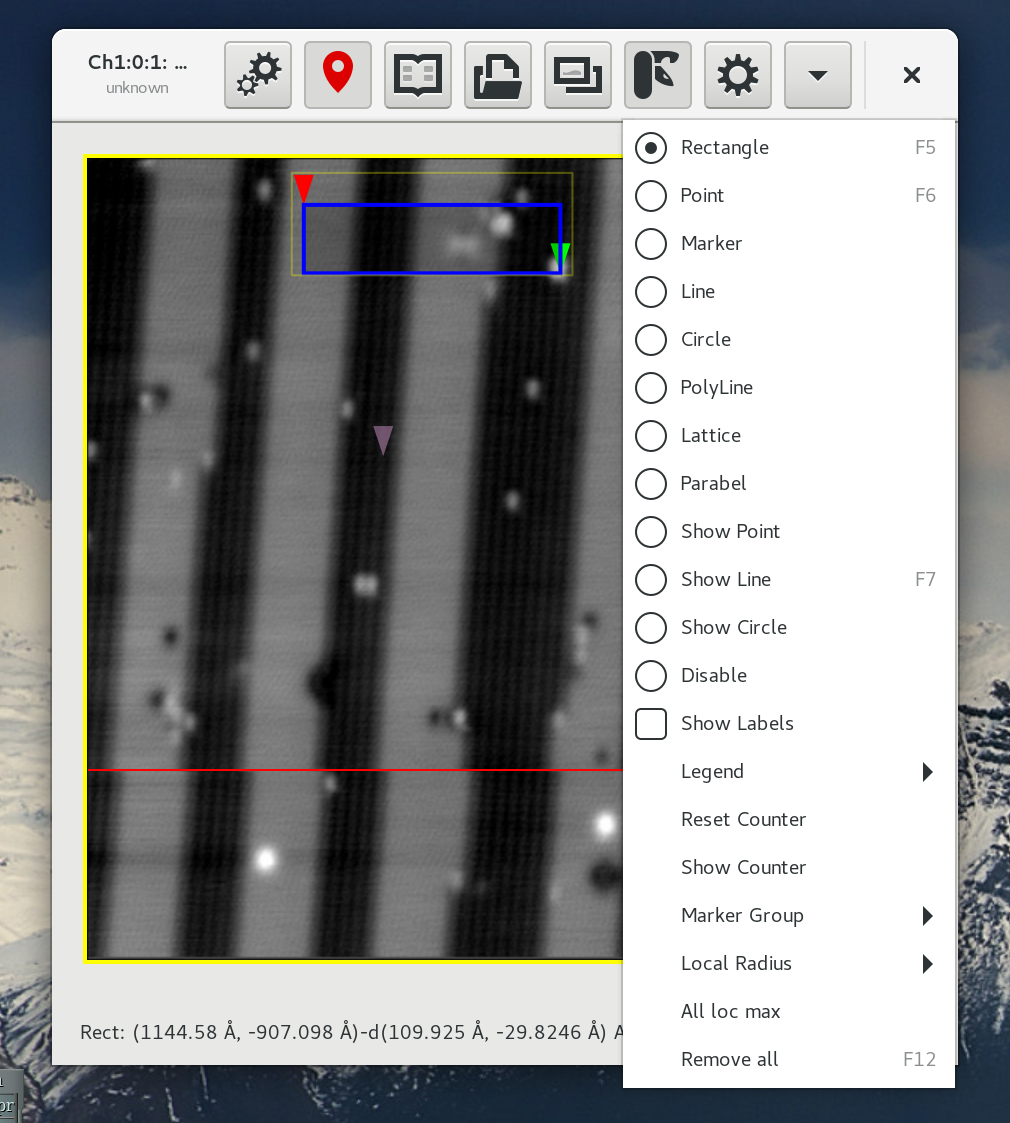 Ch1:0:1: ...
unknown
Rectangle F5
Point F6
Marker
Line
Circle
PolyLine
Lattice
Parabel
Show Point
Show Line F7
Show Circle
Disable
Show Labels
Legend
Reset Counter
Show Counter
Marker Group
Local Radius
All loc max
Remove all F12
Rect: (1144.58 Å, -907.098 Å)-d(109.925 Å, -29.8246 Å) A